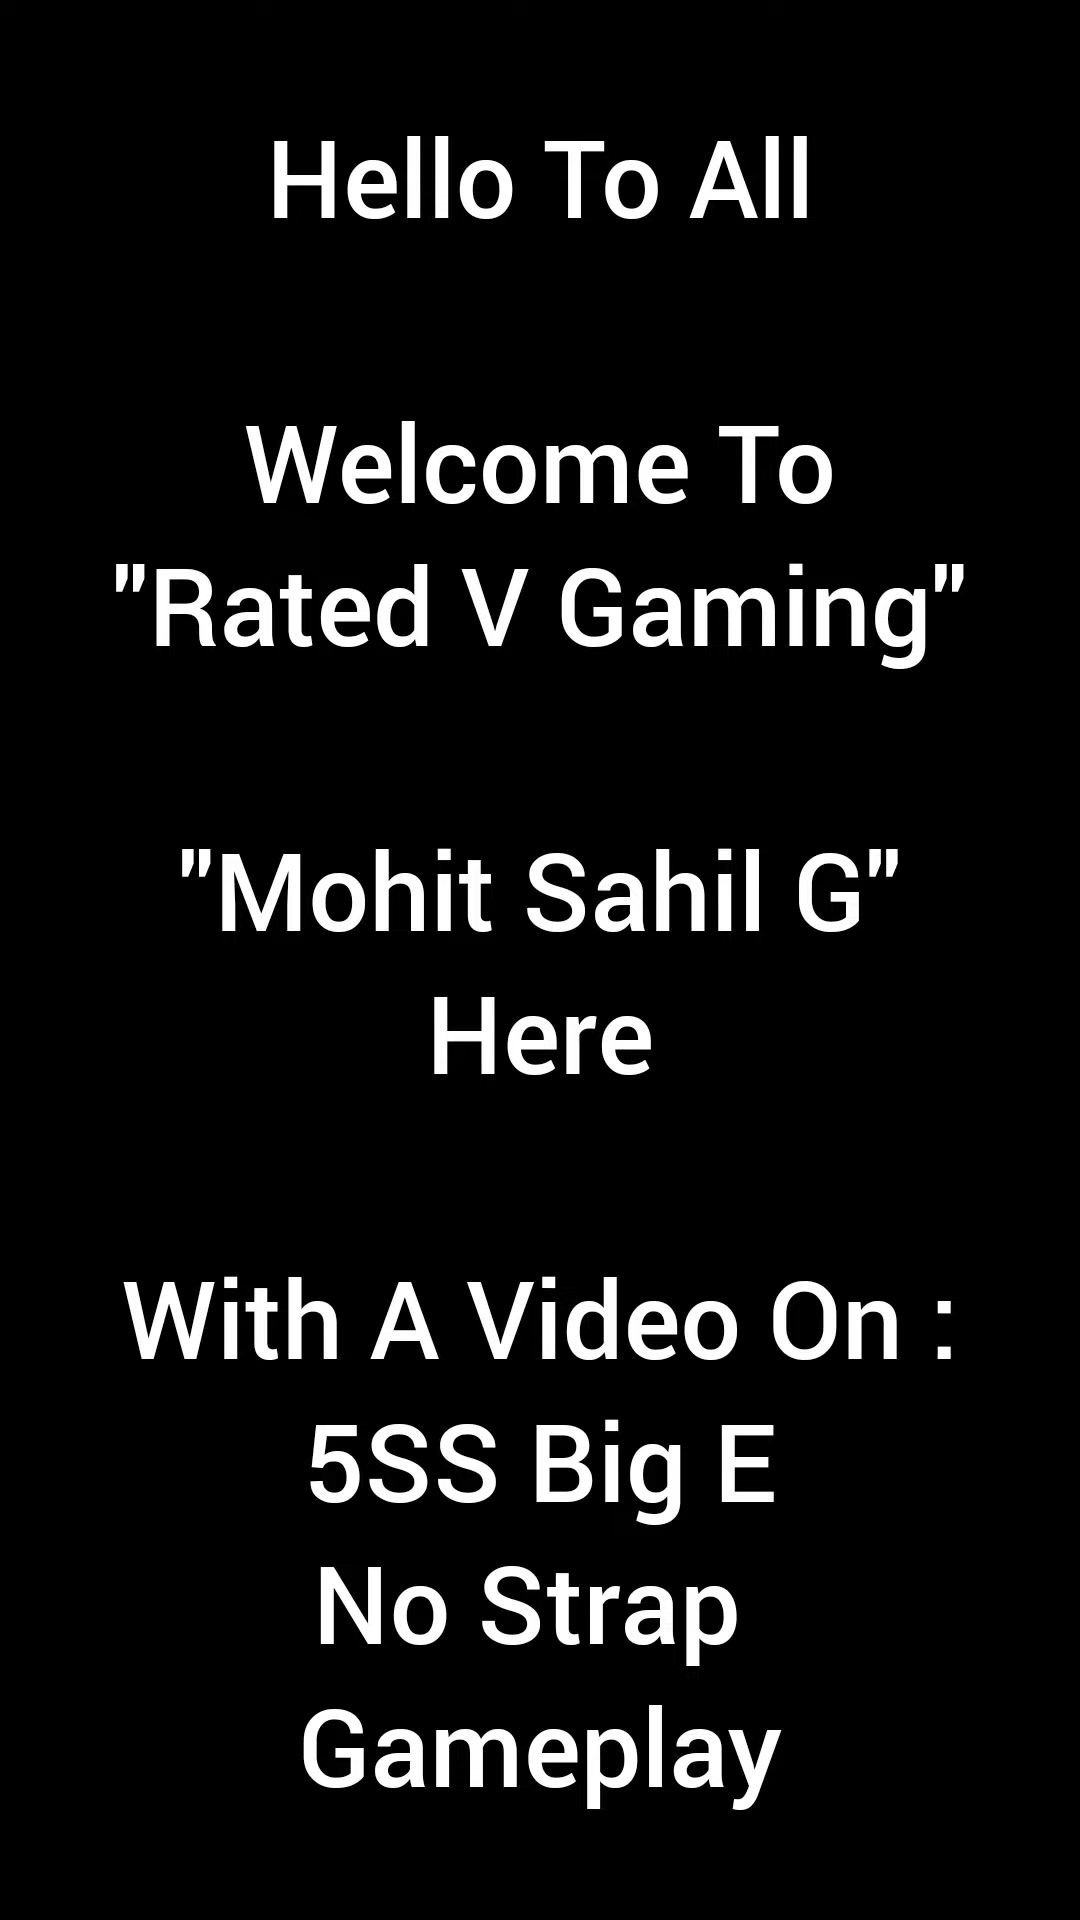 Hello To All
Welcome To
"Rated V Gaming"
"Mohit Sahil G"
Here
With A Video On :
5SS Big E
No Strap
Gameplay